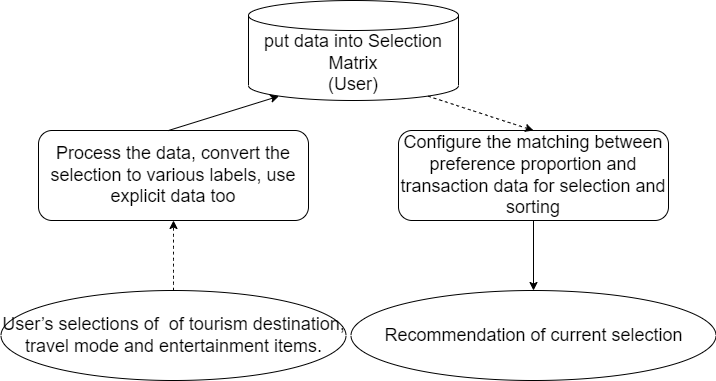 put data into Selection
Matrix
(User)
Process the data, convert the
selection to various labels, use
explicit data too
Configure the matching between
preference proportion and
transaction data for selection and
sorting
User's selections of  of tourism destination,
travel mode and entertainment items.
Recommendation of current selection